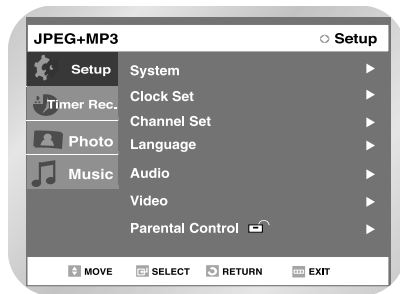 JPEG+MP3 Setup
Setup System
Clock Set
Timer Rec.
Channel Set
Photo Language
Music Audio
Video
Parental Control
MOVE SELECT RETURN EXIT